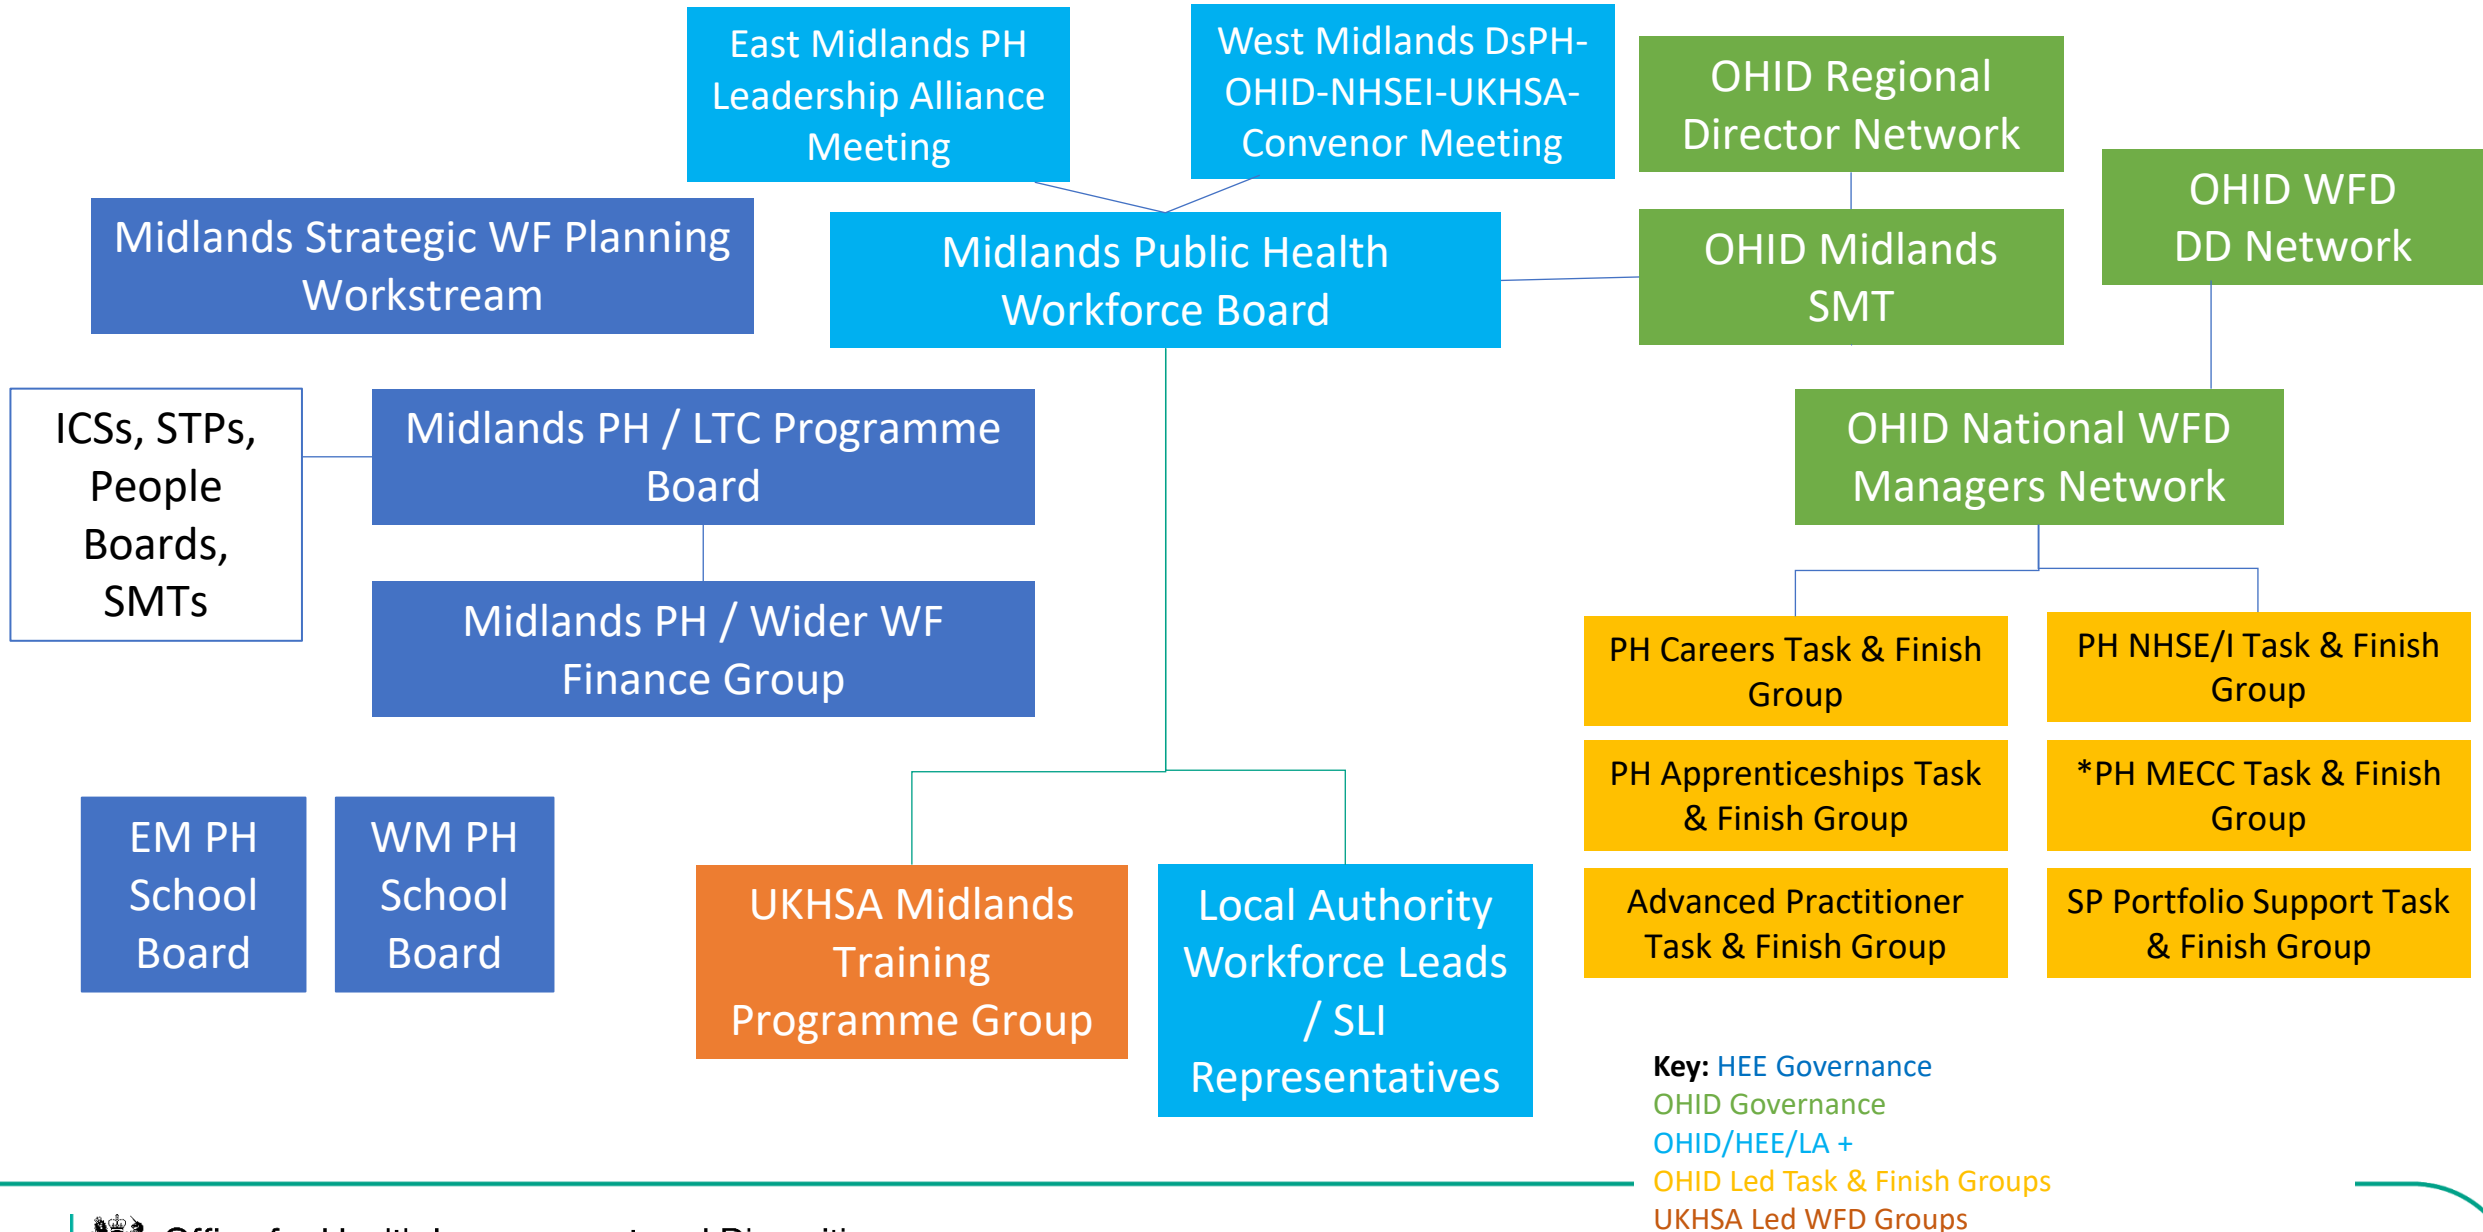 East Midlands PH
Leadership Alliance
Meeting
West Midlands DsPH-
OHID-NHSEI-UKHSA-
Convenor Meeting
OHID Regional
Director Network
OHID WFD
DD Network
Midlands Strategic WF Planning
Workstream
Midlands Public Health
Workforce Board
OHID Midlands
SMT
ICSs, STPs,
People
Boards,
SMTs
Midlands PH / LTC Programme
Board
OHID National WFD
Managers Network
Midlands PH / Wider WF
Finance Group
PH Careers Task & Finish
Group
PH NHSE/I Task & Finish
Group
PH Apprenticeships Task
& Finish Group
*PH MECC Task & Finish
Group
Advanced Practitioner
Task & Finish Group
SP Portfolio Support Task
& Finish Group
EM PH
School
Board
WM PH
School
Board
UKHSA Midlands
Training
Programme Group
Local Authority
Workforce Leads
/ SLI
Representatives
Key: HEE Governance
OHID Governance
OHID/HEE/LA +
OHID Led Task & Finish Groups
UKHSA Led WFD Groups